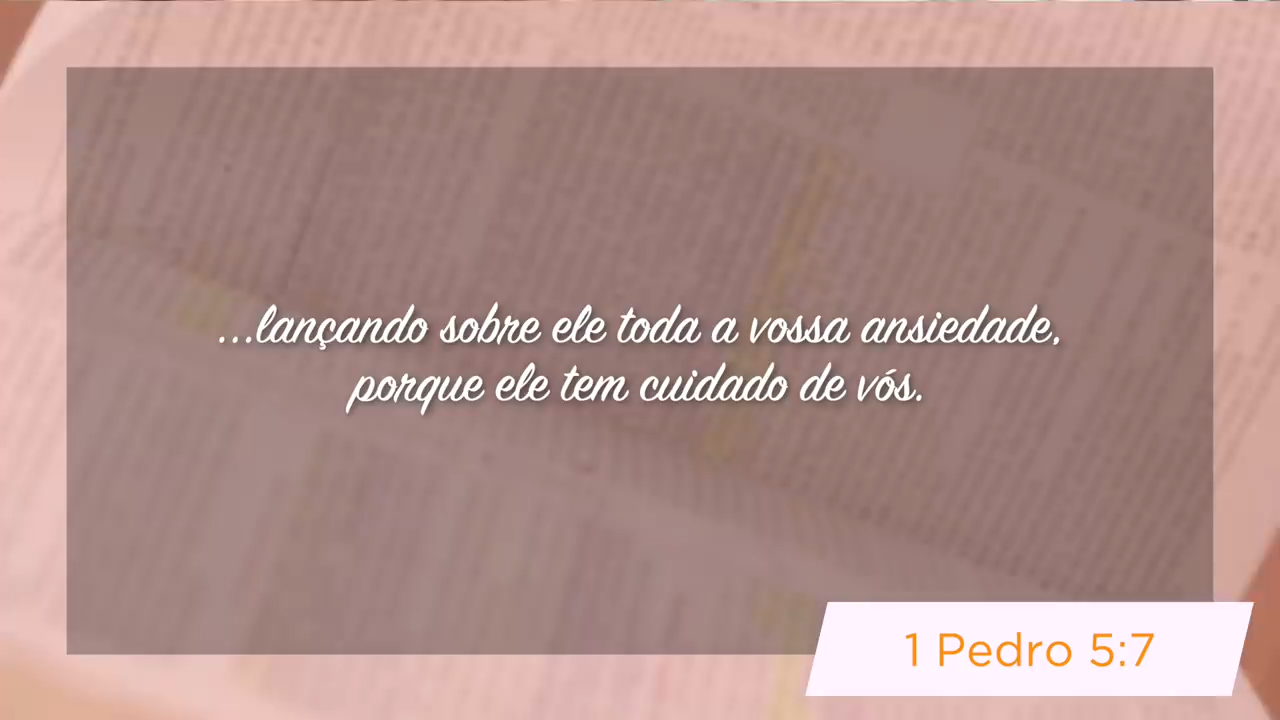 ...lançando sobre ele toda a vossa ansiedade,
porque ele tem cuidado de vós.
1 Pedro 5:7